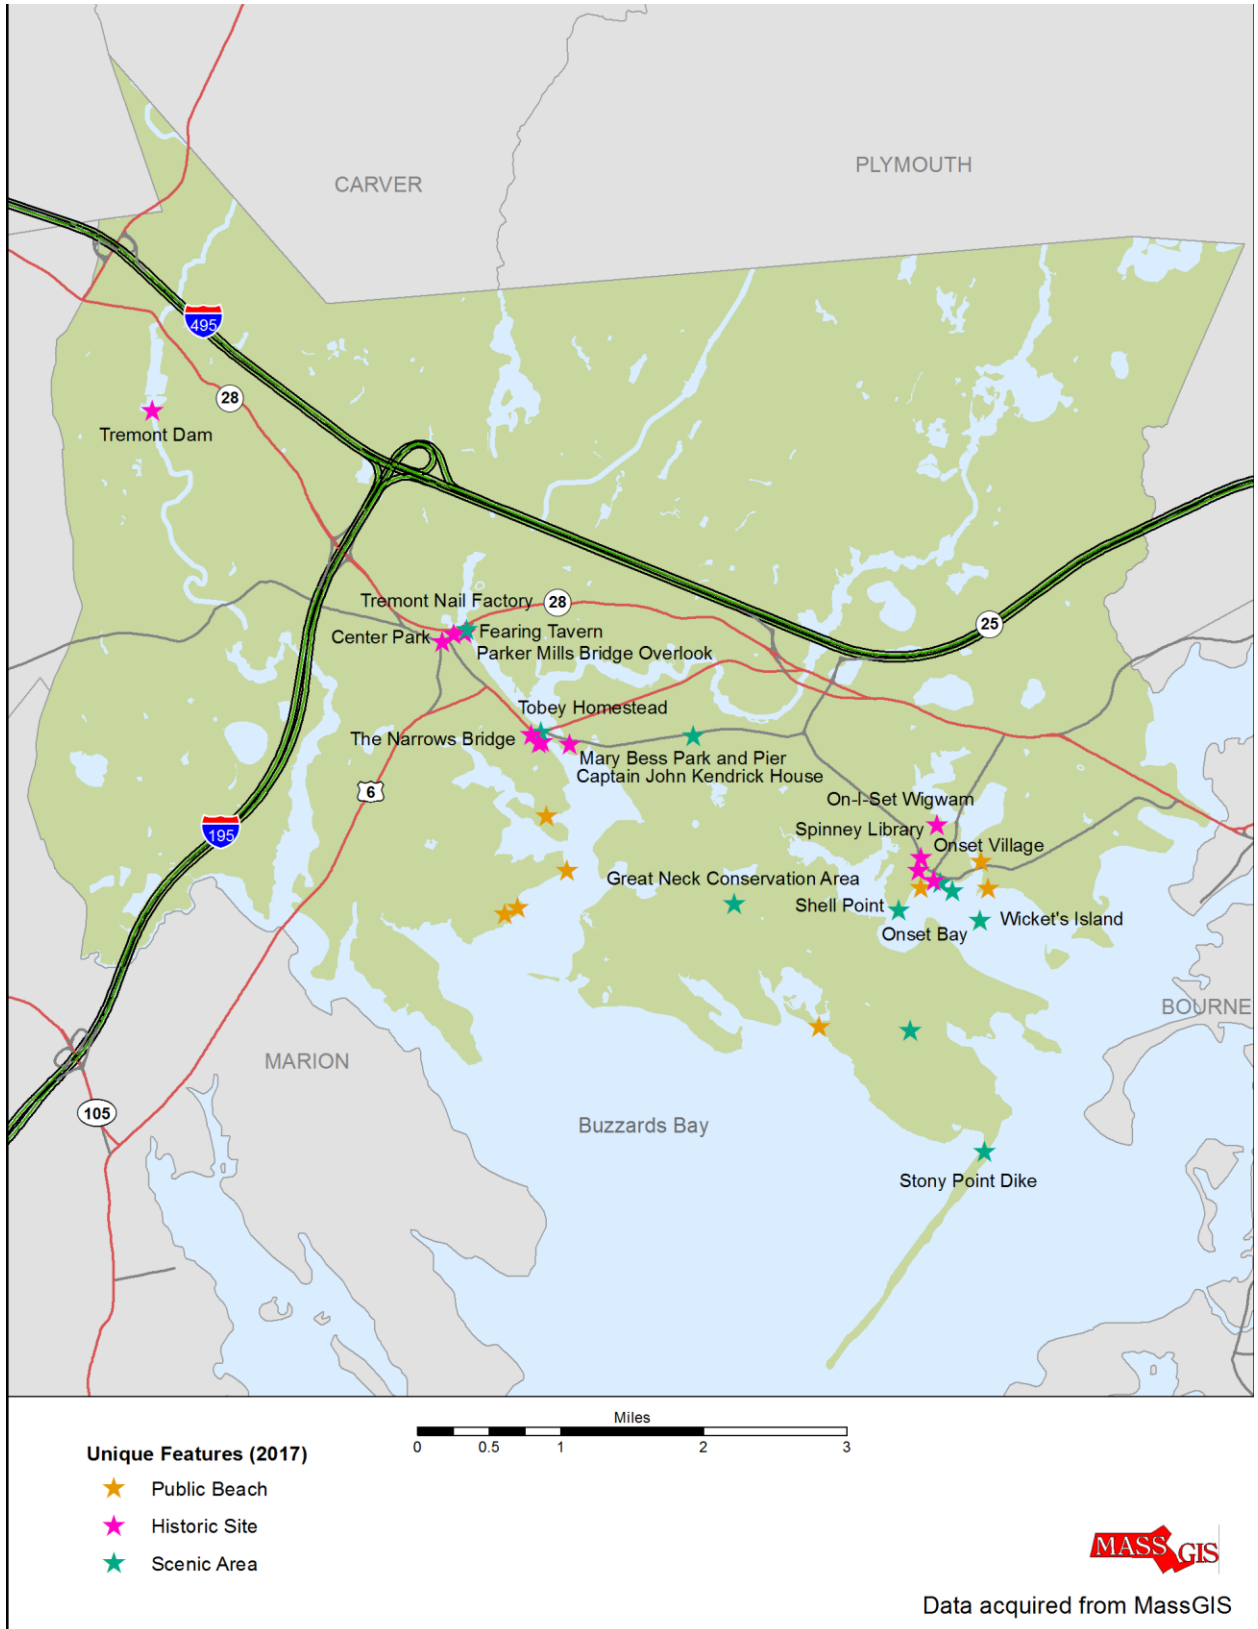 PLYMOUTH
CARVER
495
28
Tremont Dam
Tremont Nail Factory
28
25
Center Park
Fearing Tavern
Parker Mills Bridge Overlook
Tobey Homestead
The Narrows Bridge
Mary Bess Park and Pier
Captain John Kendrick House
6
On-I-Set Wigwam
195
Spinney Library
Onset Village
Great Neck Conservation Area
Shell Point
Wicket's Island
Onset Bay
BOURNE
MARION
105
Buzzards Bay
Stony Point Dike
Miles
0 0.5 1 2 3
Unique Features (2017)
Public Beach
Historic Site
Scenic Area
MASS GIS
Data acquired from MassGIS